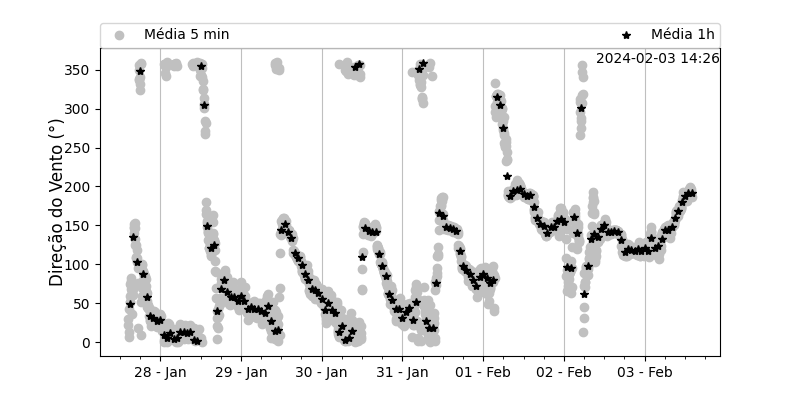 Média 5 min
Média 1h
2024-02-03 14:26
Direção do Vento (°)
350
300
250
200
150
100
50
0
28 - Jan
29 - Jan
30 - Jan
31 - Jan
01 - Feb
02 - Feb
03 - Feb